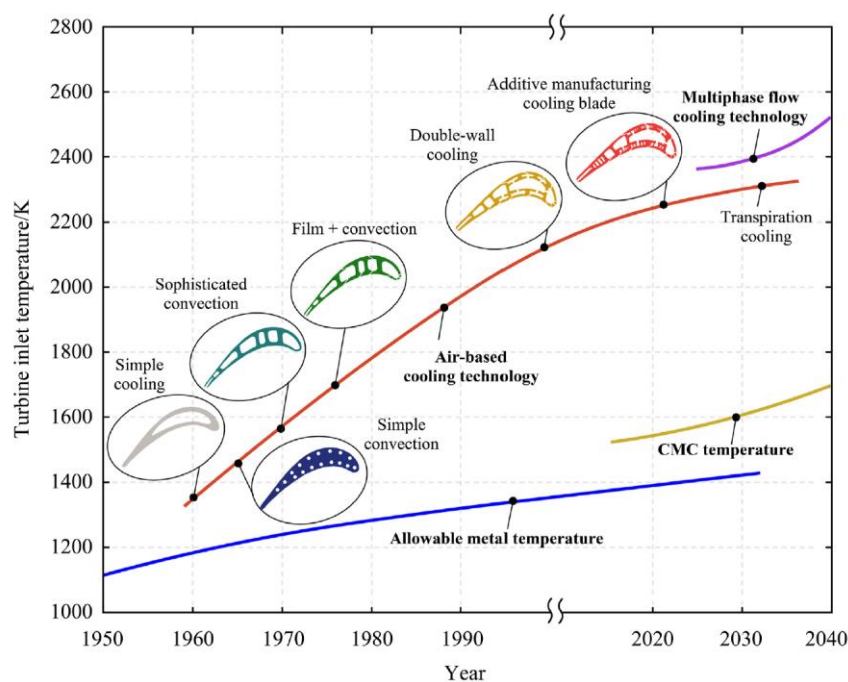 2800
2600
2400
2200
2000
1800
1600
1400
1200
1000
Turbine inlet temperature/K
Additive manufacturing
cooling blade
Multiphase flow
cooling technology
Double-wall
cooling
Film + convection
Transpiration
cooling
Sophisticated
convection
Air-based
cooling technology
Simple
cooling
Simple
convection
CMC temperature
Allowable metal temperature
1950
1960
1970
1980
1990
2020
2030
2040
Year